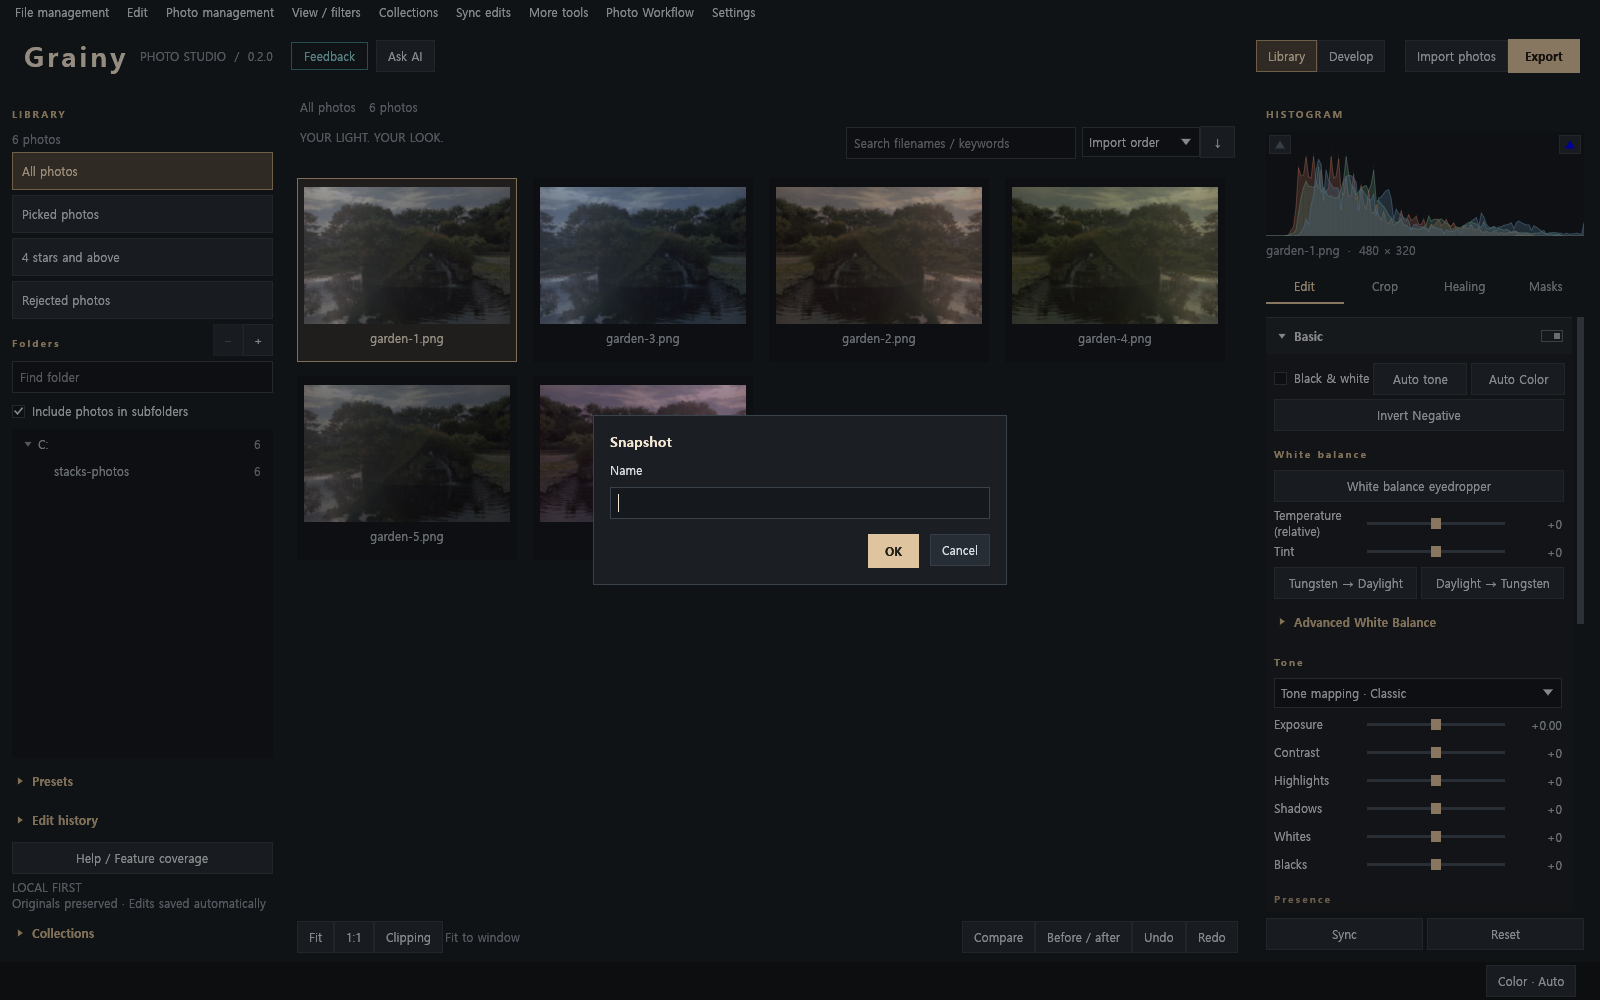 File management Edit Photo management View / filters Collections Sync edits More tools Photo Workflow Settings
Grainy PHOTO STUDIO / 0.2.0 Feedback Ask AI Library Develop Import photos Export
LIBRARY
6 photos
All photos
Picked photos
4 stars and above
Rejected photos
Folders − +
Find folder
Include photos in subfolders
C: 6
stacks-photos 6
Presets
Edit history
Help / Feature coverage
LOCAL FIRST
Originals preserved · Edits saved automatically
Collections
All photos 6 photos
YOUR LIGHT. YOUR LOOK.
Search filenames / keywords Import order ↓
garden-1.png garden-3.png garden-2.png garden-4.png
garden-5.png
Snapshot
Name
OK Cancel
Fit 1:1 Clipping Fit to window Compare Before / after Undo Redo
HISTOGRAM
garden-1.png · 480 × 320
Edit Crop Healing Masks
Basic
Black & white Auto tone Auto Color
Invert Negative
White balance
White balance eyedropper
Temperature
(relative) +0
Tint +0
Tungsten → Daylight Daylight → Tungsten
Advanced White Balance
Tone
Tone mapping · Classic
Exposure +0.00
Contrast +0
Highlights +0
Shadows +0
Whites +0
Blacks +0
Presence
Sync Reset
Color · Auto